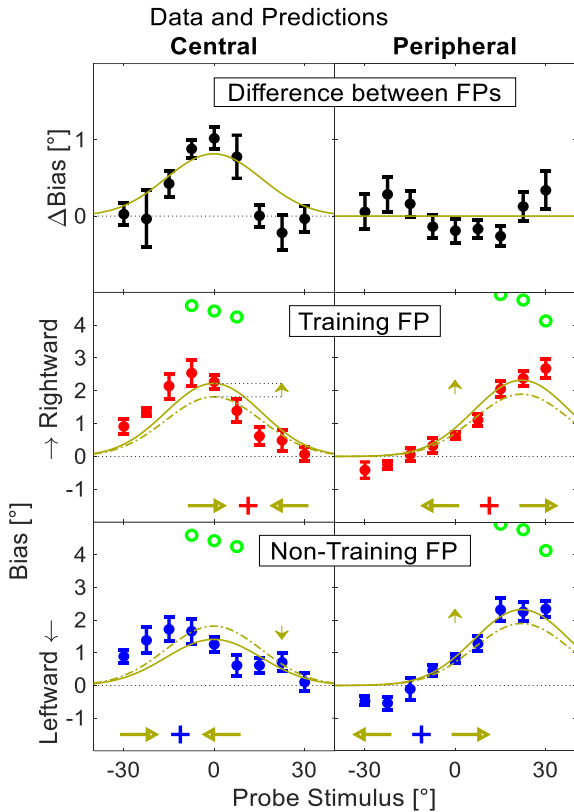 Data and Predictions
Central Peripheral
Difference between FPs
Δ Bias [°]
1
0
Training FP
→ Rightward
4
3
2
1
0
-1
Non-Training FP
Bias [°]
Leftward ←
4
3
2
1
0
-1
-30 0 30 -30 0 30
Probe Stimulus [°]